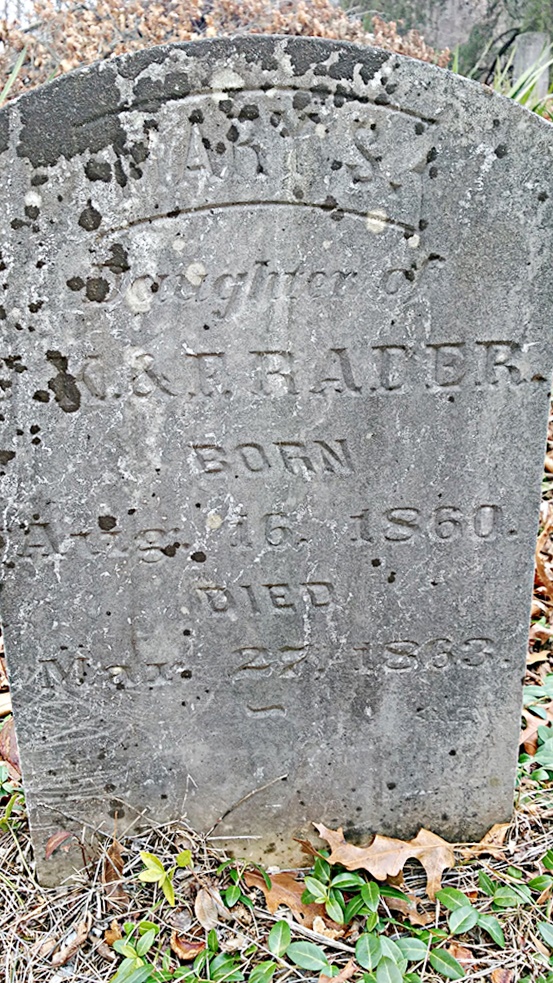 MARY S.
Daughter of
K. & F. RADER.
BORN
Aug. 16, 1860.
DIED
Mar. 27, 1863.